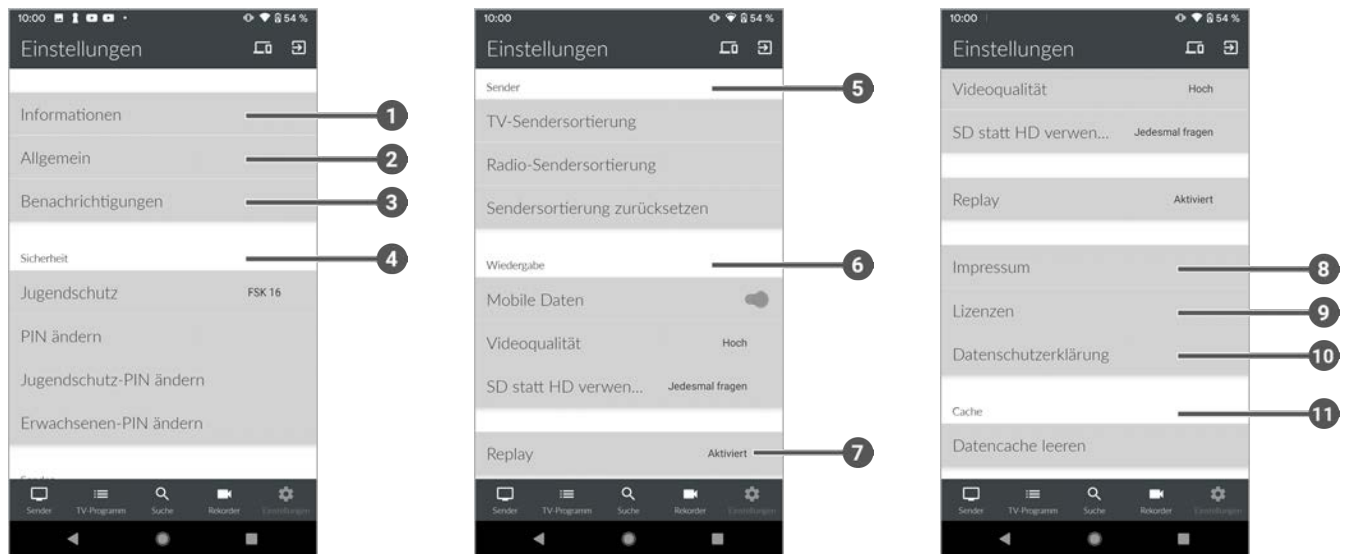 10:00
54 %
Einstellungen
Informationen
1
Allgemein
2
Benachrichtigungen
3
Sicherheit
4
Jugendschutz FSK 16
PIN ändern
Jugendschutz-PIN ändern
Erwachsenen-PIN ändern
Sender
Sender TV-Programm Suche Rekorder Einstellungen
10:00
54 %
Einstellungen
Sender
5
TV-Sendersortierung
Radio-Sendersortierung
Sendersortierung zurücksetzen
Wiedergabe
6
Mobile Daten
Videoqualität Hoch
SD statt HD verwen... Jedesmal fragen
Replay Aktiviert
7
Sender TV-Programm Suche Rekorder Einstellungen
10:00
54 %
Einstellungen
Videoqualität Hoch
SD statt HD verwen... Jedesmal fragen
Replay Aktiviert
Impressum
8
Lizenzen
9
Datenschutzerklärung
10
Cache
11
Datencache leeren
Sender TV-Programm Suche Rekorder Einstellungen